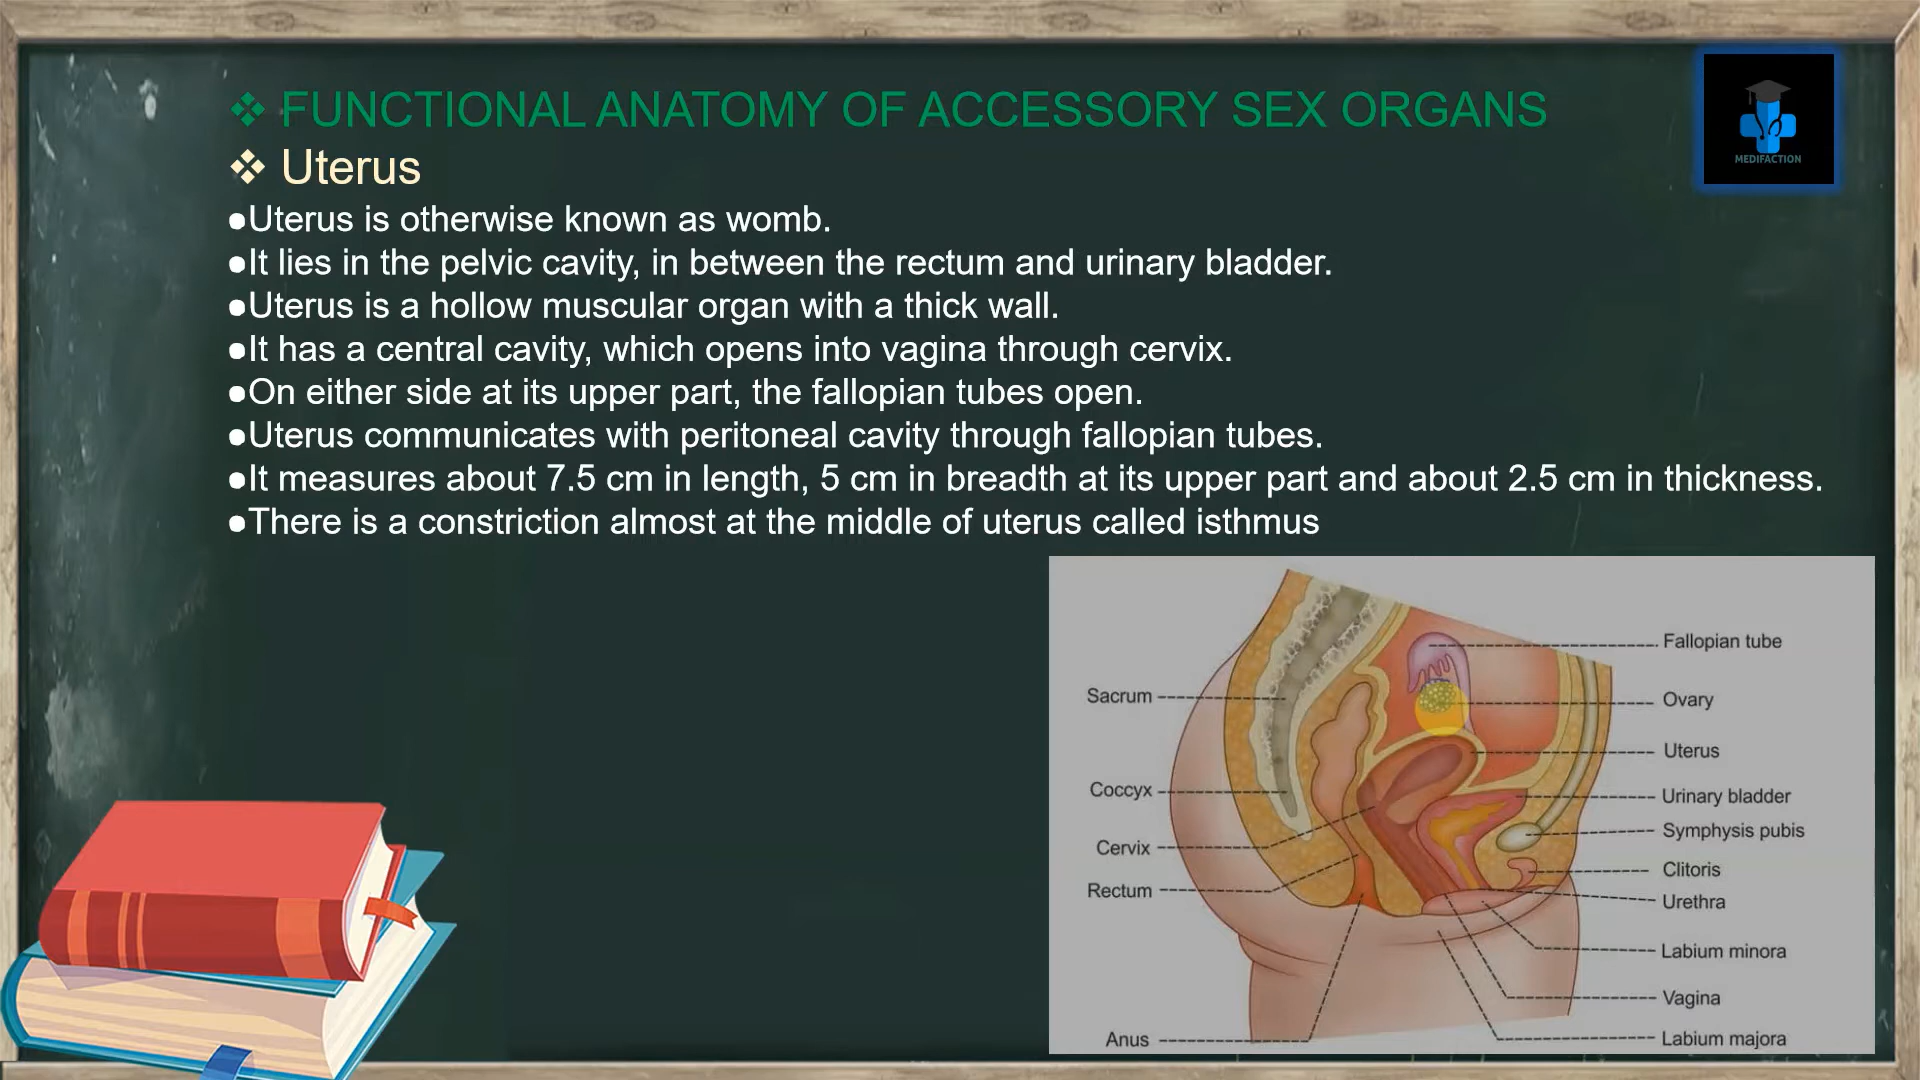 ❖ FUNCTIONAL ANATOMY OF ACCESSORY SEX ORGANS
❖ Uterus
●Uterus is otherwise known as womb.
●It lies in the pelvic cavity, in between the rectum and urinary bladder.
●Uterus is a hollow muscular organ with a thick wall.
●It has a central cavity, which opens into vagina through cervix.
●On either side at its upper part, the fallopian tubes open.
●Uterus communicates with peritoneal cavity through fallopian tubes.
●It measures about 7.5 cm in length, 5 cm in breadth at its upper part and about 2.5 cm in thickness.
●There is a constriction almost at the middle of uterus called isthmus
MEDIFACTION
Sacrum
Coccyx
Cervix
Rectum
Anus
Fallopian tube
Ovary
Uterus
Urinary bladder
Symphysis pubis
Clitoris
Urethra
Labium minora
Vagina
Labium majora